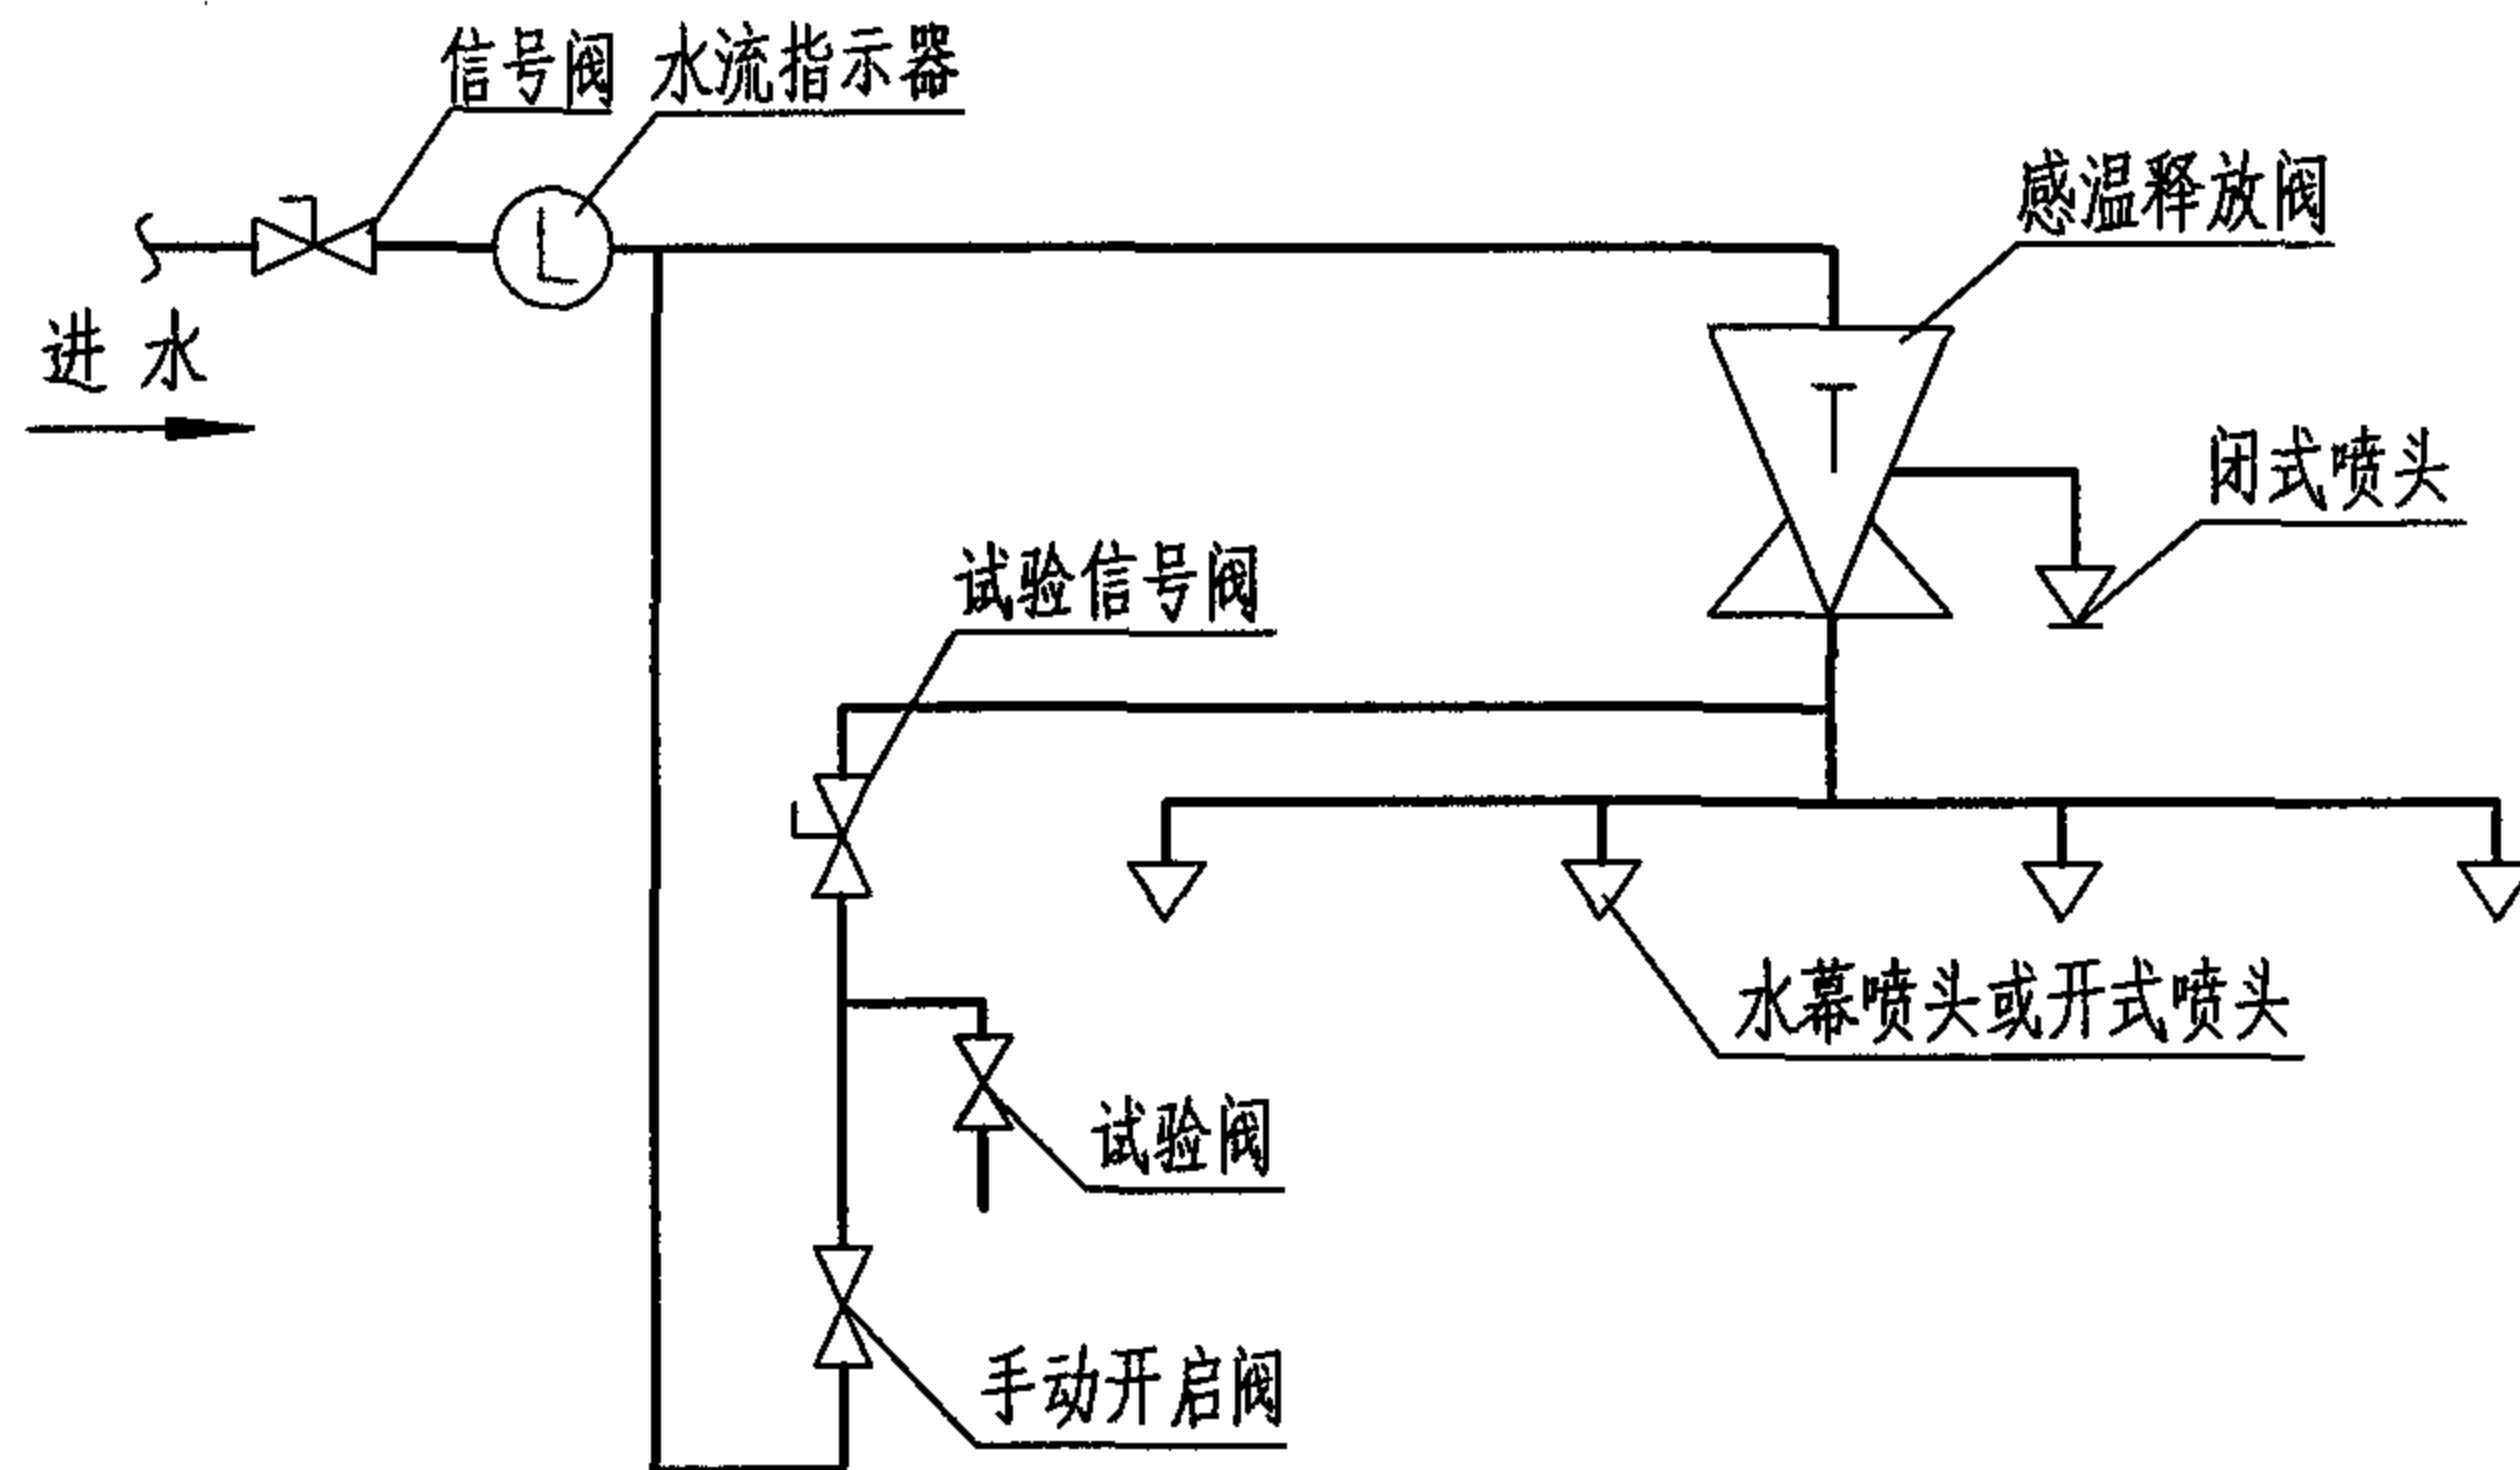 信号阀
水流指示器
感温释放阀
进水
L
T
闭式喷头
试验信号阀
水幕喷头或开式喷头
试验阀
手动开启阀